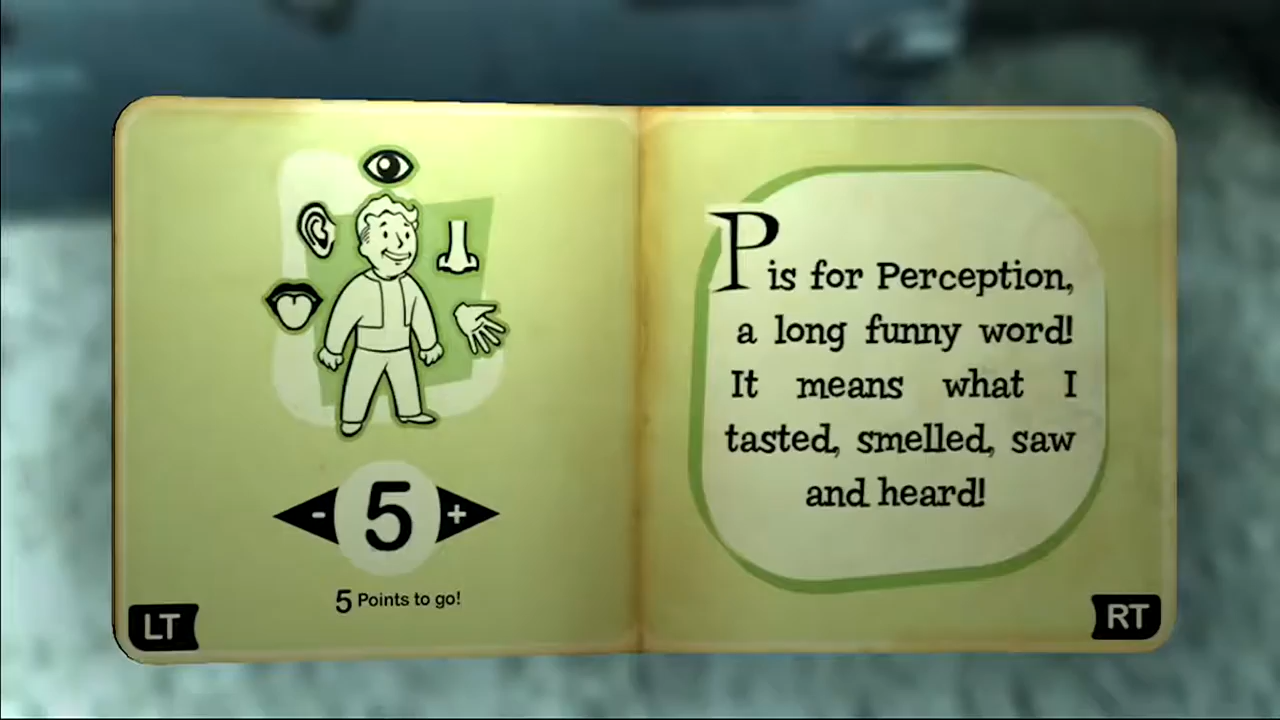 - 5 +
5 Points to go!
LT
P is for Perception,
a long funny word!
It means what I
tasted, smelled, saw
and heard!
RT